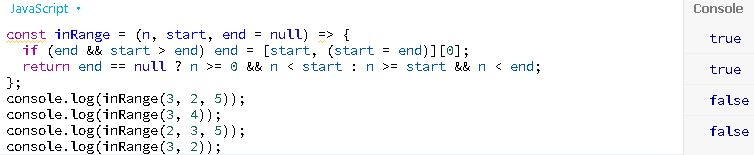 JavaScript
const inRange = (n, start, end = null) => {
  if (end && start > end) end = [start, (start = end)][0];
  return end == null ? n >= 0 && n < start : n >= start && n < end;
};
console.log(inRange(3, 2, 5));
console.log(inRange(3, 4));
console.log(inRange(2, 3, 5));
console.log(inRange(3, 2));
Console
true
true
false
false